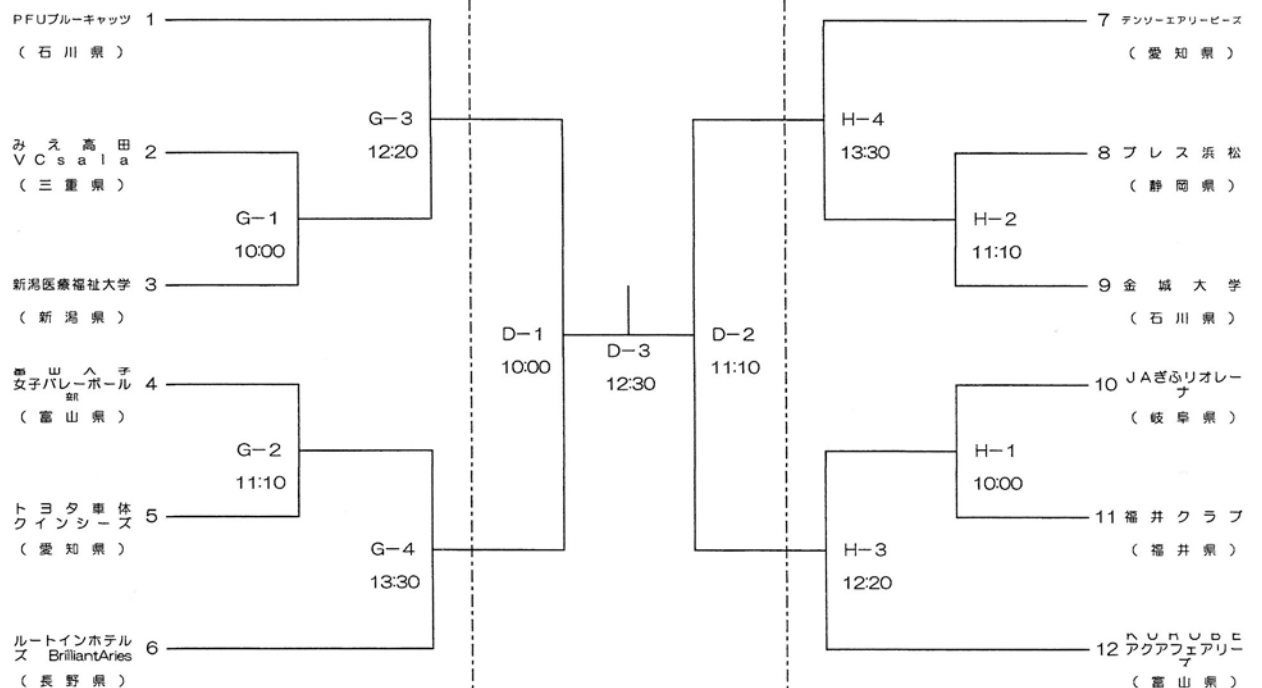 PFUブルーキャッツ 1
(石川県)
みえ高田
VCsala 2
(三重県)
新潟医療福祉大学 3
(新潟県)
女子バレーボール 4
部
(富山県)
トヨタ車体
クインシーズ 5
(愛知県)
ルートインホテル
ズ BrilliantAries 6
(長野県)
G-1
10:00
G-2
11:10
G-3
12:20
G-4
13:30
D-1
10:00
D-3
12:30
D-2
11:10
H-4
13:30
H-2
11:10
H-1
10:00
H-3
12:20
7 デンソーエアリービーズ
(愛知県)
8 ブレス浜松
(静岡県)
9 金城大学
(石川県)
10 JAぎふリオレー
ナ
(岐阜県)
11 福井クラブ
(福井県)
KUROBE
12 アクアフェアリー
ズ
(富山県)